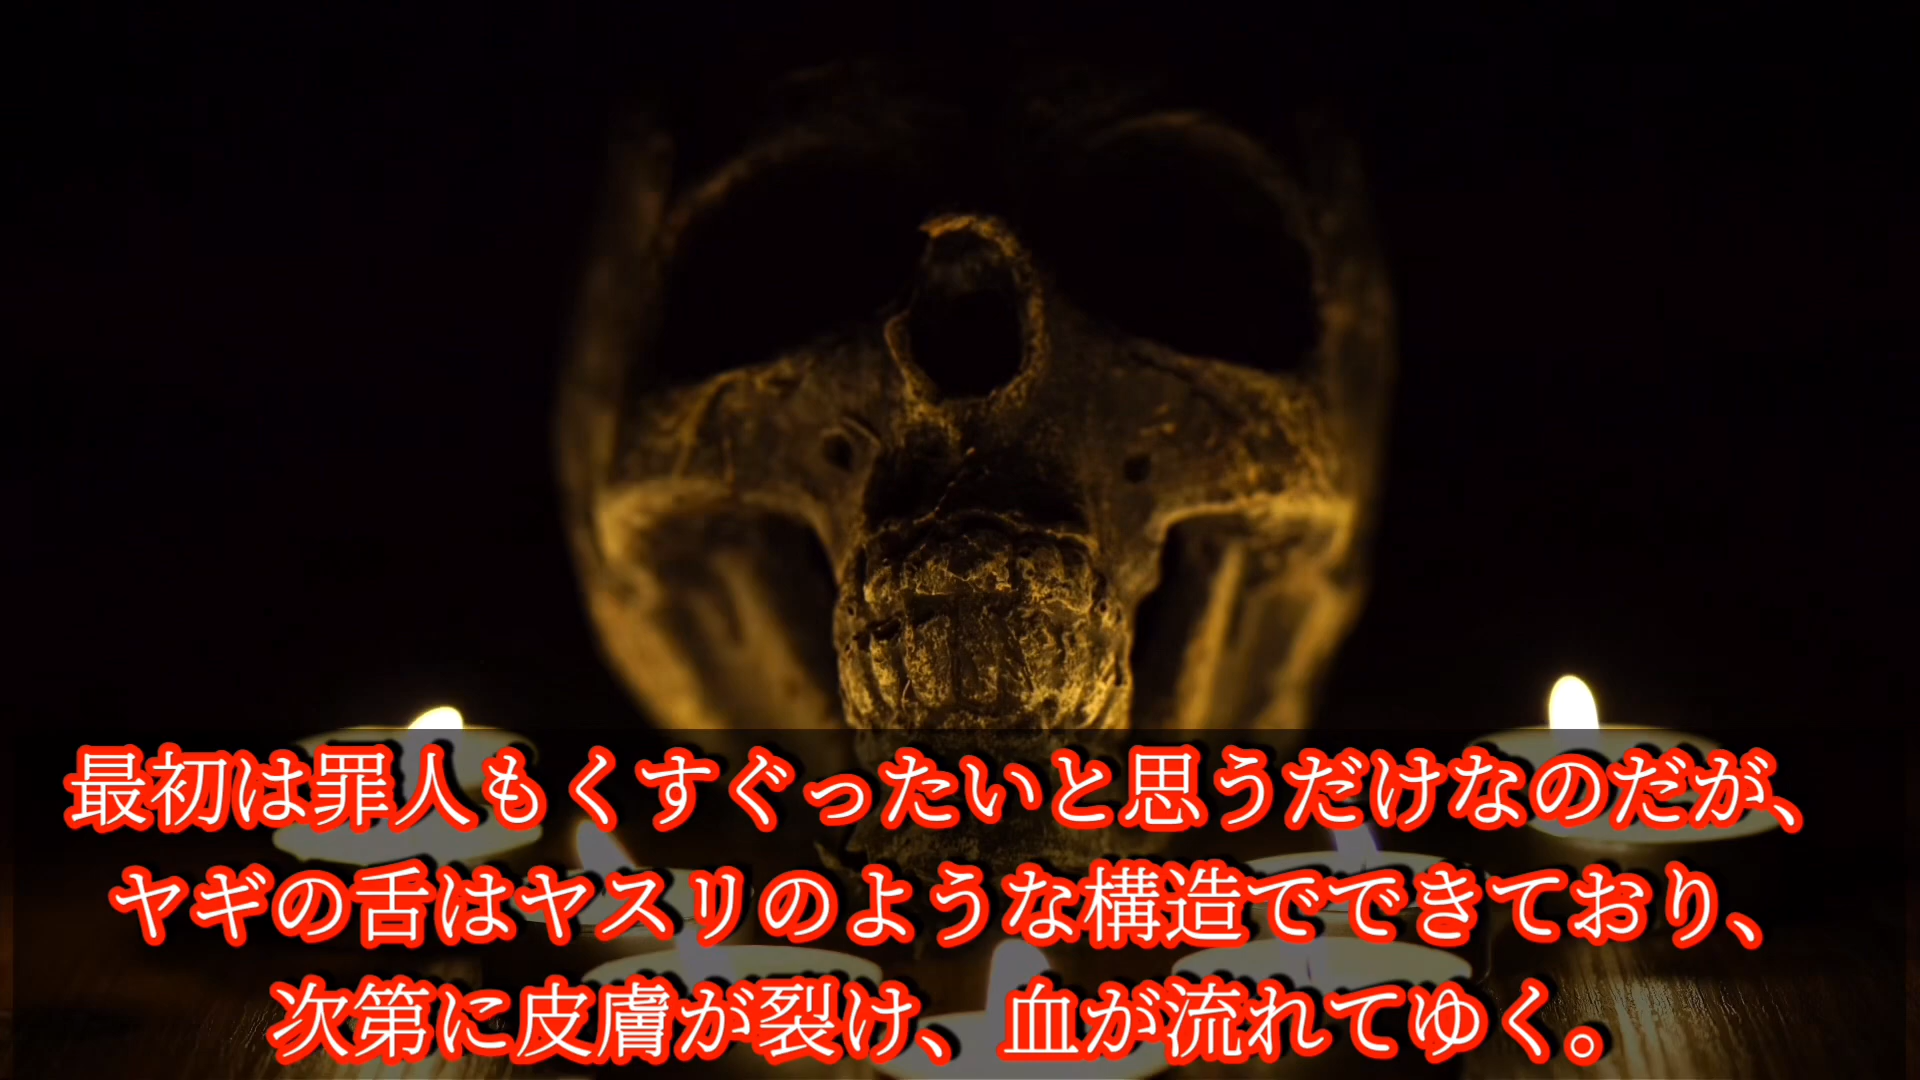 最初は罪人もくすぐったいと思うだけなのだが、
ヤギの舌はヤスリのような構造でできており、
次第に皮膚が裂け、血が流れてゆく。